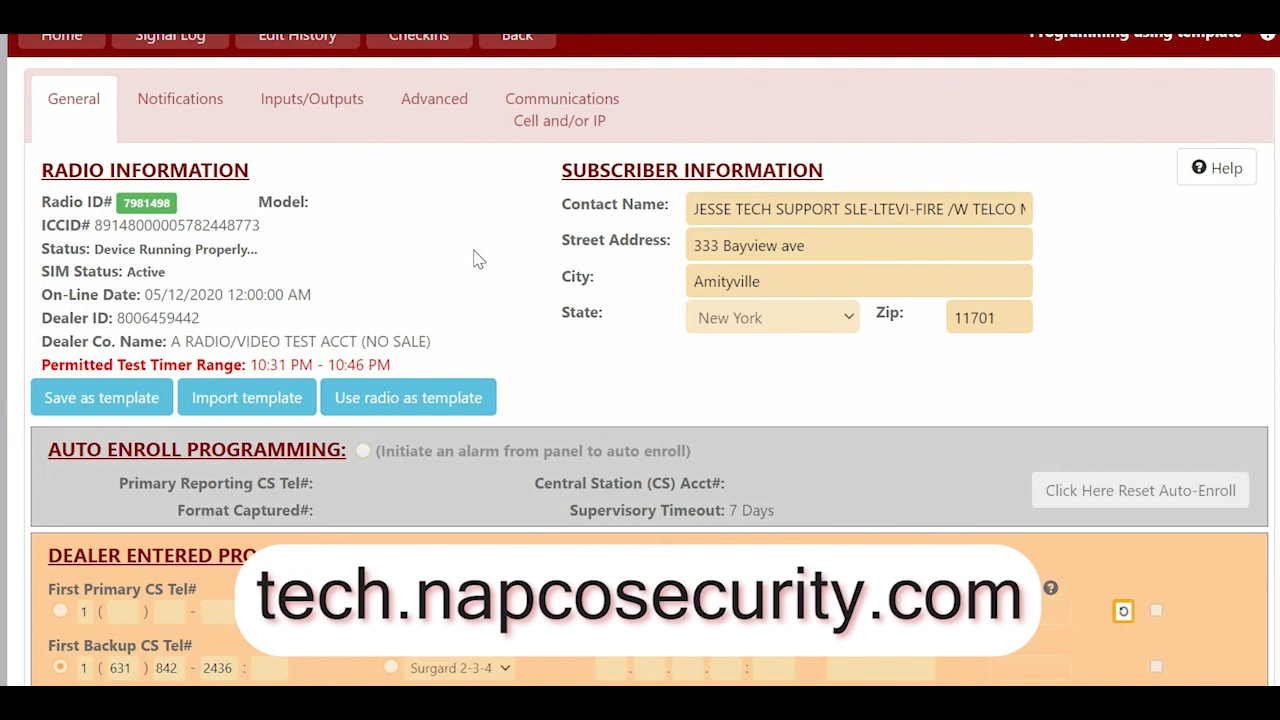 Home Signal Log Edit History Checkins Back Programming using template
General Notifications Inputs/Outputs Advanced Communications
Cell and/or IP
RADIO INFORMATION SUBSCRIBER INFORMATION Help
Radio ID# 7981498 Model: Contact Name: JESSE TECH SUPPORT SLE-LTEVI-FIRE /W TELCO
ICCID# 89148000005782448773
Status: Device Running Properly... Street Address: 333 Bayview ave
SIM Status: Active City: Amityville
On-Line Date: 05/12/2020 12:00:00 AM
Dealer ID: 8006459442 State: New York Zip: 11701
Dealer Co. Name: A RADIO/VIDEO TEST ACCT (NO SALE)
Permitted Test Timer Range: 10:31 PM - 10:46 PM
Save as template Import template Use radio as template
AUTO ENROLL PROGRAMMING: (Initiate an alarm from panel to auto enroll)
Primary Reporting CS Tel#: Central Station (CS) Acct#: Click Here Reset Auto-Enroll
Format Captured#: Supervisory Timeout: 7 Days
DEALER ENTERED PRO
First Primary CS Tel#
1 ( ) -
tech.napcosecurity.com
First Backup CS Tel#
1 ( 631 ) 842 - 2436 : Surgard 2-3-4 . . . :